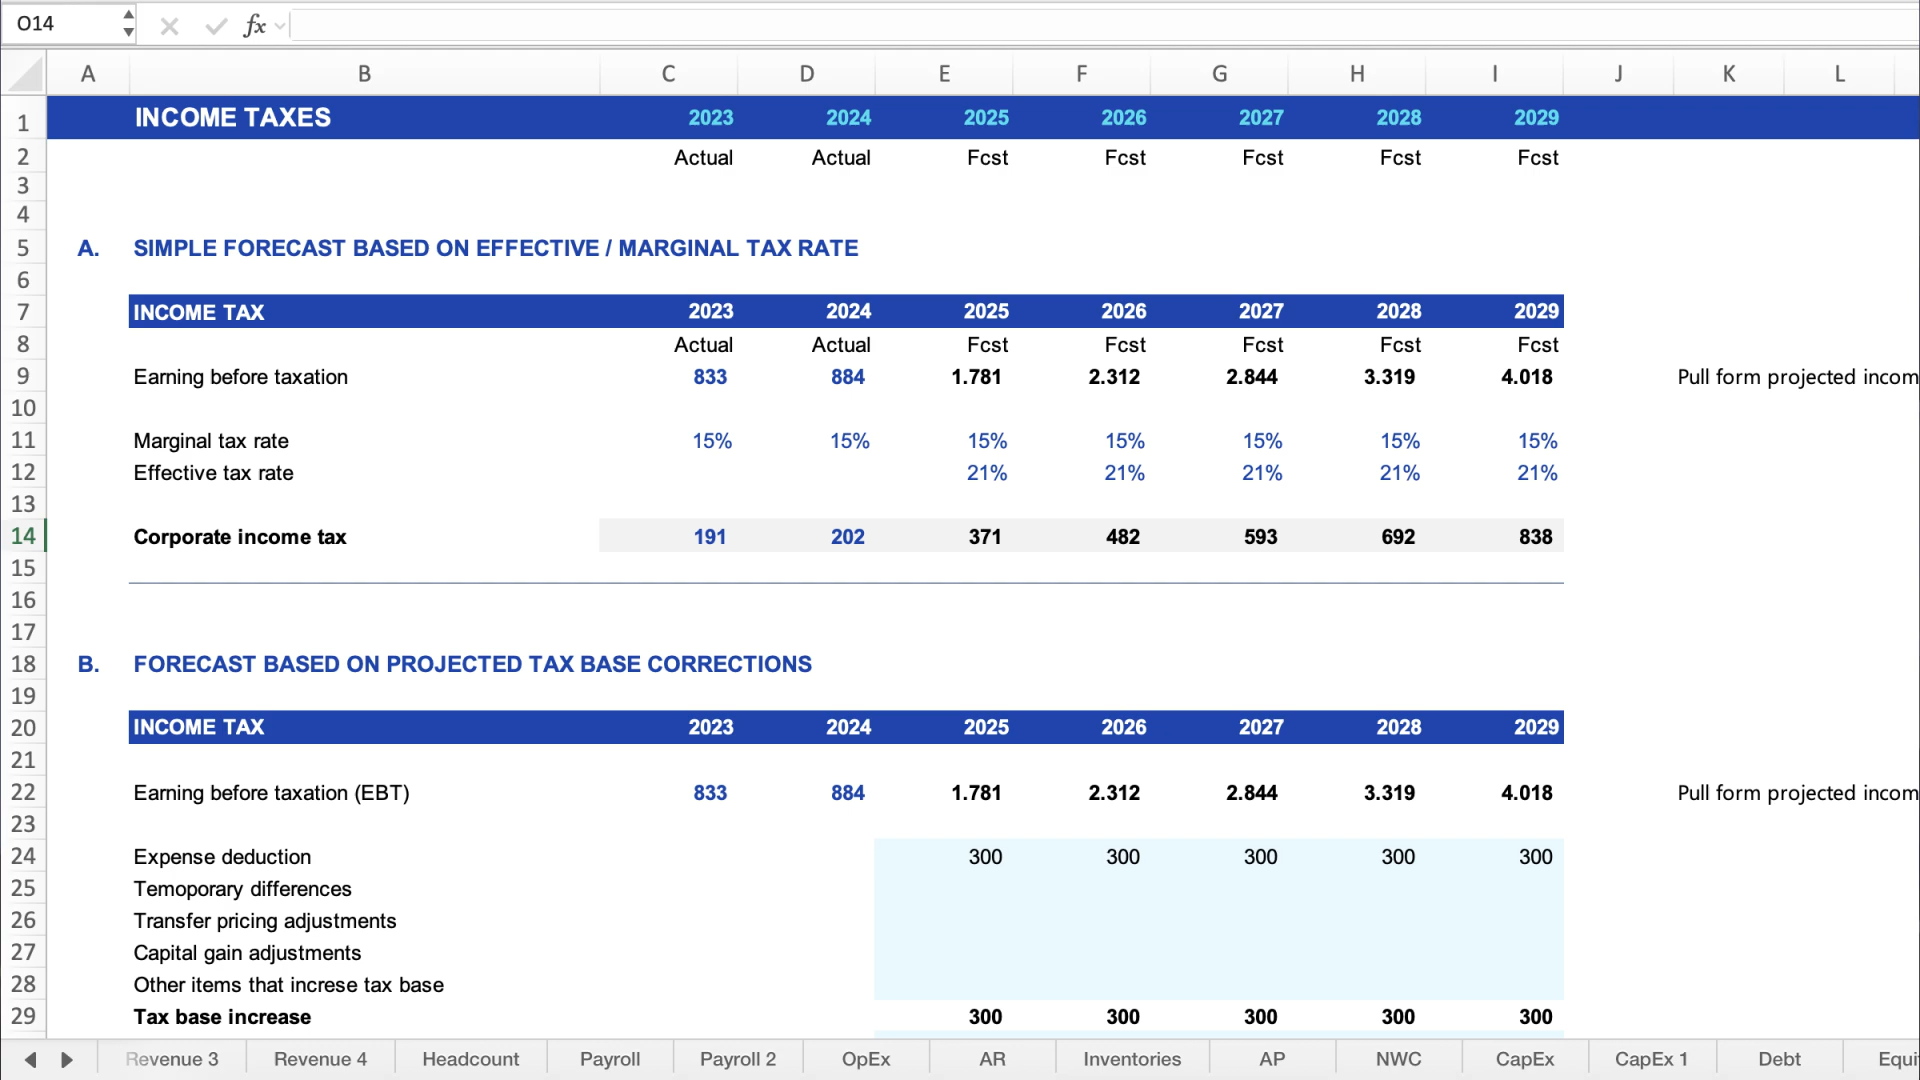 O14 fx
A B C D E F G H I J K L
1 INCOME TAXES 2023 2024 2025 2026 2027 2028 2029
2 Actual Actual Fcst Fcst Fcst Fcst Fcst
3
4
5 A. SIMPLE FORECAST BASED ON EFFECTIVE / MARGINAL TAX RATE
6
7 INCOME TAX 2023 2024 2025 2026 2027 2028 2029
8 Actual Actual Fcst Fcst Fcst Fcst Fcst
9 Earning before taxation 833 884 1.781 2.312 2.844 3.319 4.018 Pull form projected incom
10
11 Marginal tax rate 15% 15% 15% 15% 15% 15% 15%
12 Effective tax rate 21% 21% 21% 21% 21%
13
14 Corporate income tax 191 202 371 482 593 692 838
15
16
17
18 B. FORECAST BASED ON PROJECTED TAX BASE CORRECTIONS
19
20 INCOME TAX 2023 2024 2025 2026 2027 2028 2029
21
22 Earning before taxation (EBT) 833 884 1.781 2.312 2.844 3.319 4.018 Pull form projected incom
23
24 Expense deduction 300 300 300 300 300
25 Temoporary differences
26 Transfer pricing adjustments
27 Capital gain adjustments
28 Other items that increse tax base
29 Tax base increase 300 300 300 300 300
Revenue 3 Revenue 4 Headcount Payroll Payroll 2 OpEx AR Inventories AP NWC CapEx CapEx 1 Debt Equi